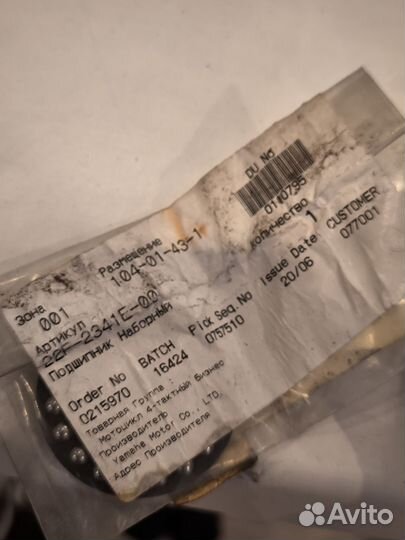 Зона Размещение DU No
001 104-01-43-1 0110795
Артикул Количество
22F-2341E-00 1
Подшипник Наборный
Order No BATCH Pick Seq. No Issue Date CUSTOMER
0215970 16424 0757510 20/06 077001
Товарная Группа :
Мотоцикл 4-тактный Бизнес
Производитель
Yamaha Motor Co., LTD.
Адрес Производителя
Avito